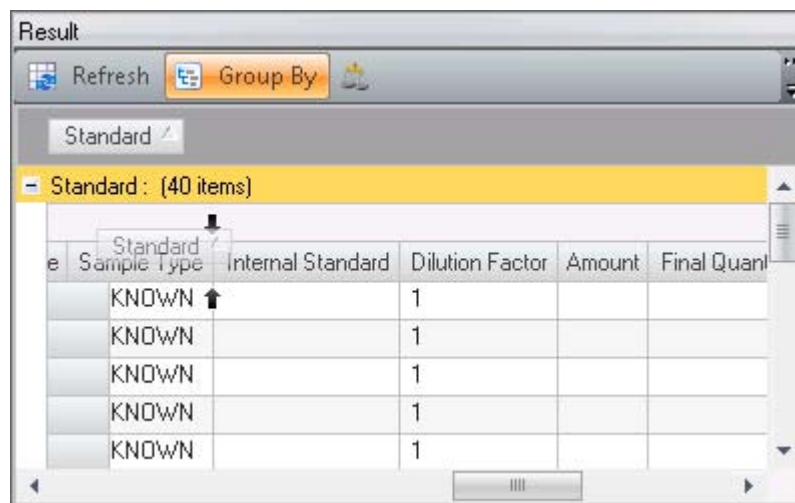 Result
Refresh Group By
Standard
Standard : (40 items)
Standard
e Sample Type Internal Standard Dilution Factor Amount Final Quant
KNOWN 1
KNOWN 1
KNOWN 1
KNOWN 1
KNOWN 1